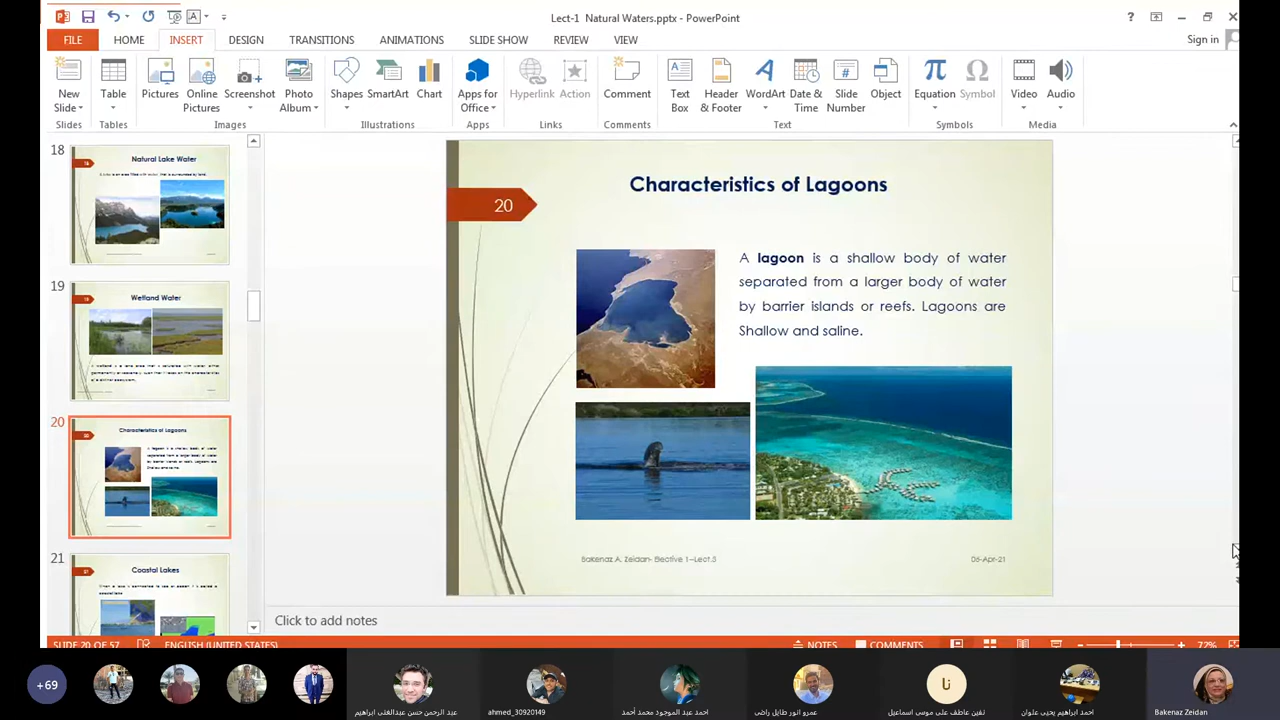 Lect-1 Natural Waters.pptx - PowerPoint
FILE HOME INSERT DESIGN TRANSITIONS ANIMATIONS SLIDE SHOW REVIEW VIEW
Sign in
New Slide
Table
Pictures
Online Pictures
Screenshot
Photo Album
Shapes
SmartArt
Chart
Apps for Office
Hyperlink
Action
Comment
Text Box
Header & Footer
WordArt
Date & Time
Slide Number
Object
Equation
Symbol
Video
Audio
Slides Tables Images Illustrations Apps Links Comments Text Symbols Media
18
Natural Lake Water
19
Wetland Water
20
Characteristics of Lagoons
21
Coastal Lakes
Characteristics of Lagoons
20
A lagoon is a shallow body of water
separated from a larger body of water
by barrier islands or reefs. Lagoons are
Shallow and saline.
Bakenaz A. Zeidan- Elective 1–Lect.3
06-Apr-21
Click to add notes
SLIDE 20 OF 57
ENGLISH (UNITED STATES)
NOTES
COMMENTS
72%
+69
عبد الرحمن حسن عبدالغنى ابراهيم
ahmed_30920149
احمد عبد الموجود محمد أحمد
عمرو انور طايل راضى
نا
نفين عاطف على موسى اسماعيل
احمد ابراهيم يحيى علوان
Bakenaz Zeidan